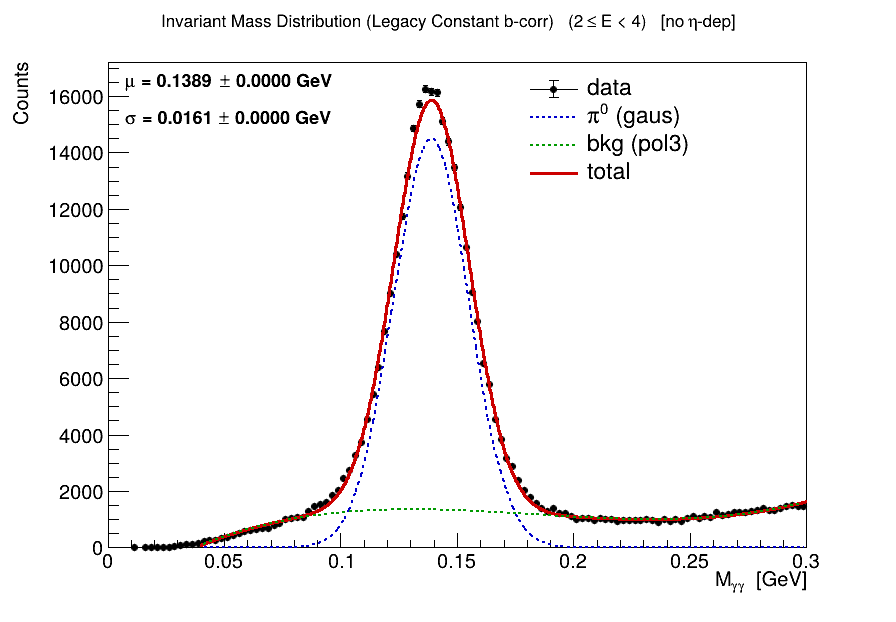 Invariant Mass Distribution (Legacy Constant b-corr) (2 ≤ E < 4) [no η-dep]
Counts
μ = 0.1389 ± 0.0000 GeV
σ = 0.0161 ± 0.0000 GeV
data
π⁰ (gaus)
bkg (pol3)
total
16000
14000
12000
10000
8000
6000
4000
2000
0
0 0.05 0.1 0.15 0.2 0.25 0.3
Mγγ [GeV]